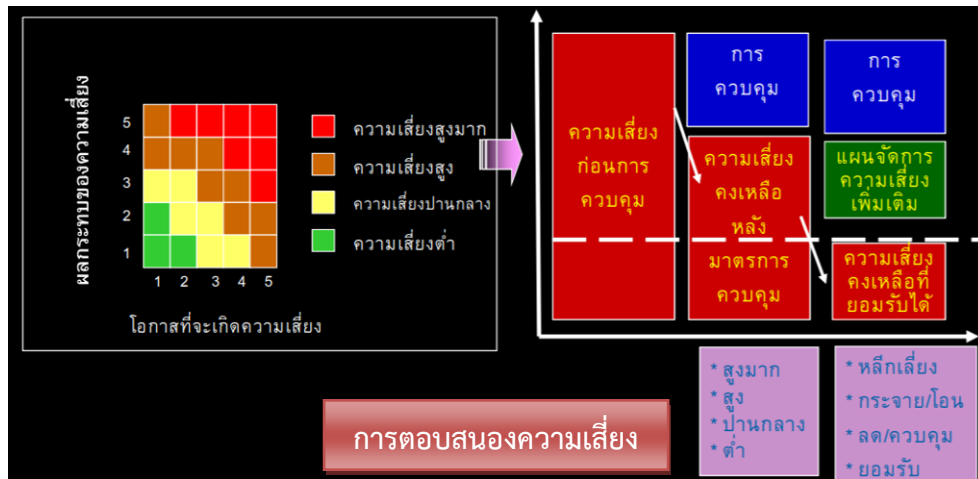 ผลกระทบของความเสี่ยง
5
4
3
2
1
1 2 3 4 5
โอกาสที่จะเกิดความเสี่ยง
ความเสี่ยงสูงมาก
ความเสี่ยงสูง
ความเสี่ยงปานกลาง
ความเสี่ยงต่ำ
ความเสี่ยง
ก่อนการ
ควบคุม
การ
ควบคุม
ความเสี่ยง
คงเหลือ
หลัง
มาตรการ
ควบคุม
การ
ควบคุม
แผนจัดการ
ความเสี่ยง
เพิ่มเติม
ความเสี่ยง
คงเหลือที่
ยอมรับได้
* สูงมาก
* สูง
* ปานกลาง
* ต่ำ
* หลีกเลี่ยง
* กระจาย/โอน
* ลด/ควบคุม
* ยอมรับ
การตอบสนองความเสี่ยง